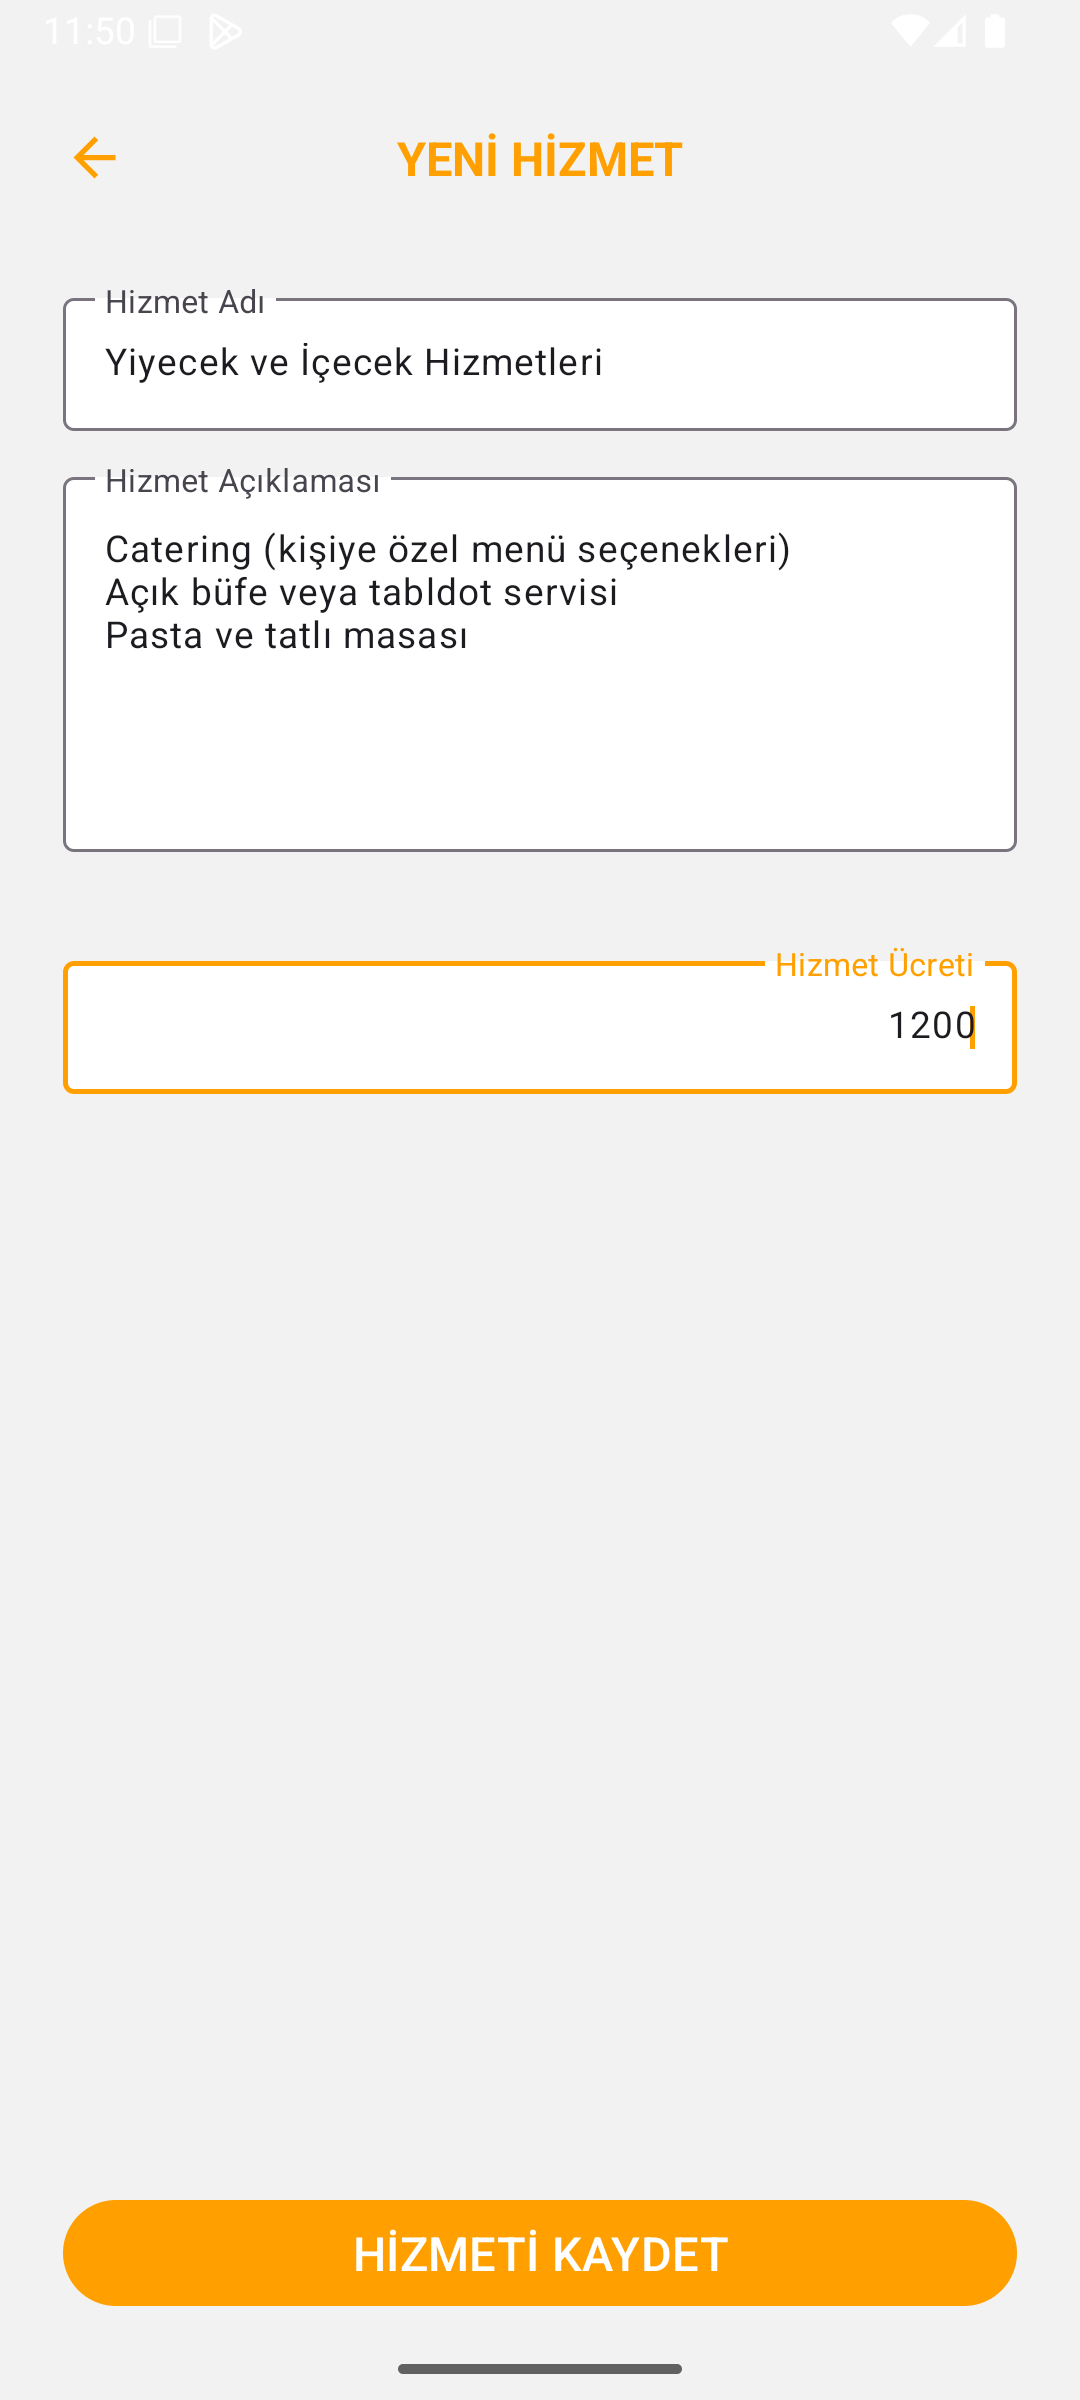 11:50
YENİ HİZMET
Hizmet Adı
Yiyecek ve İçecek Hizmetleri
Hizmet Açıklaması
Catering (kişiye özel menü seçenekleri)
Açık büfe veya tabldot servisi
Pasta ve tatlı masası
Hizmet Ücreti
1200
HİZMETİ KAYDET